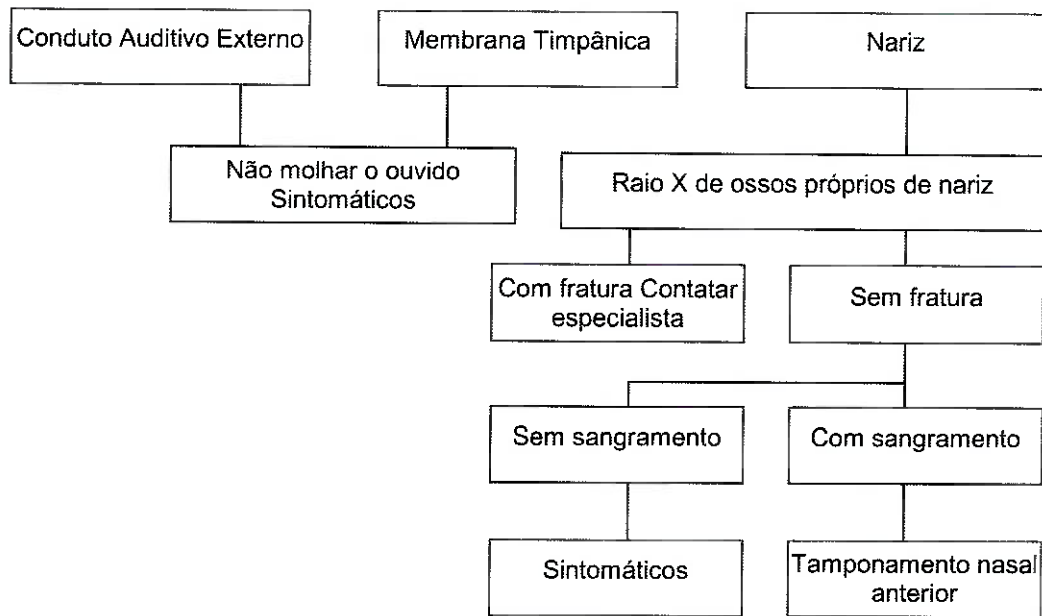 Conduto Auditivo Externo
Membrana Timpânica
Nariz
Não molhar o ouvido
Sintomáticos
Raio X de ossos próprios de nariz
Com fratura Contatar
especialista
Sem fratura
Sem sangramento
Com sangramento
Sintomáticos
Tamponamento nasal
anterior